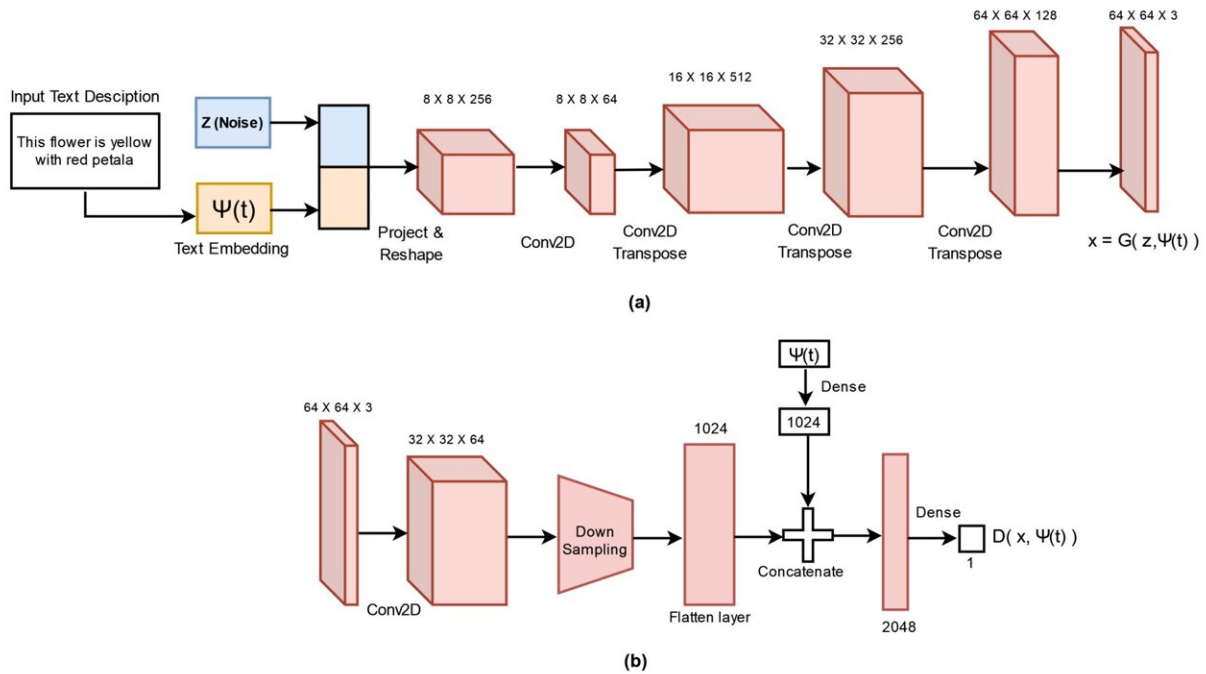 Input Text Desciption
This flower is yellow
with red petala
Z (Noise)
Ψ(t)
Text Embedding
Project &
Reshape
8 X 8 X 256
Conv2D
8 X 8 X 64
Conv2D
Transpose
16 X 16 X 512
Conv2D
Transpose
32 X 32 X 256
Conv2D
Transpose
64 X 64 X 128
64 X 64 X 3
x = G( z,Ψ(t) )
(a)
64 X 64 X 3
Conv2D
32 X 32 X 64
Down
Sampling
1024
Flatten layer
Ψ(t)
Dense
1024
Concatenate
2048
Dense
1
D( x, Ψ(t) )
(b)